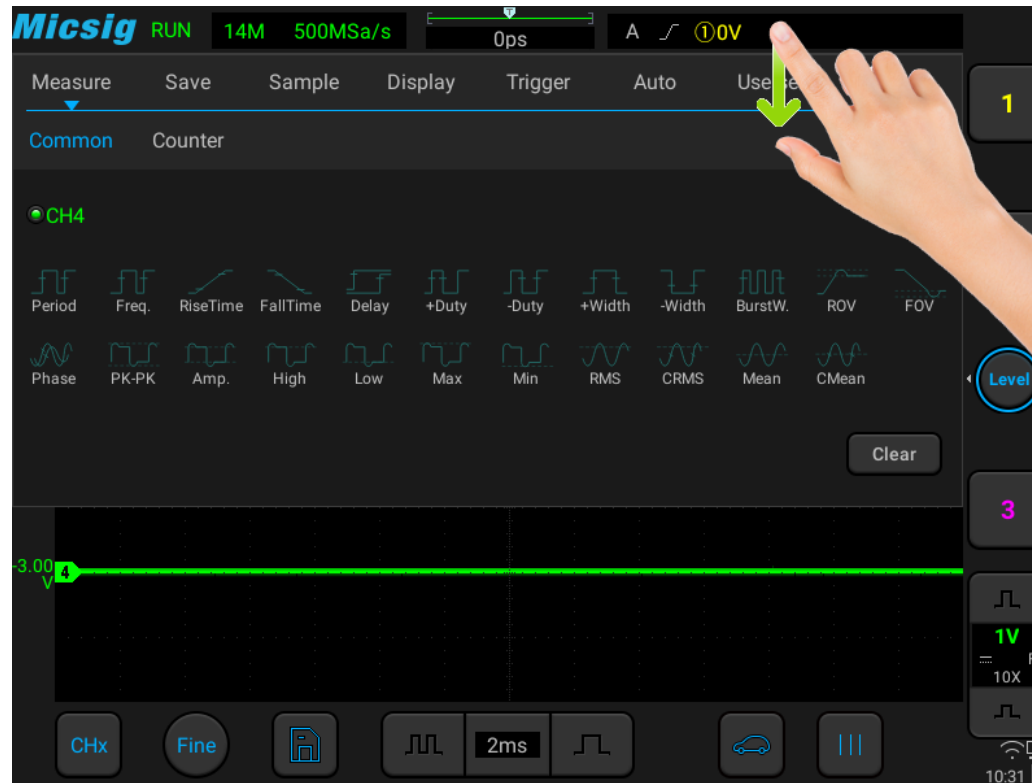 Micsig RUN 14M 500MSa/s T 0ps A ①0V
Measure Save Sample Display Trigger Auto
1
Common Counter
CH4
Period Freq. RiseTime FallTime Delay +Duty -Duty +Width -Width BurstW. ROV FOV
Phase PK-PK Amp. High Low Max Min RMS CRMS Mean CMean
Level
Clear
3
-3.00
V
4
1V
10X
CHx Fine 2ms
10:31